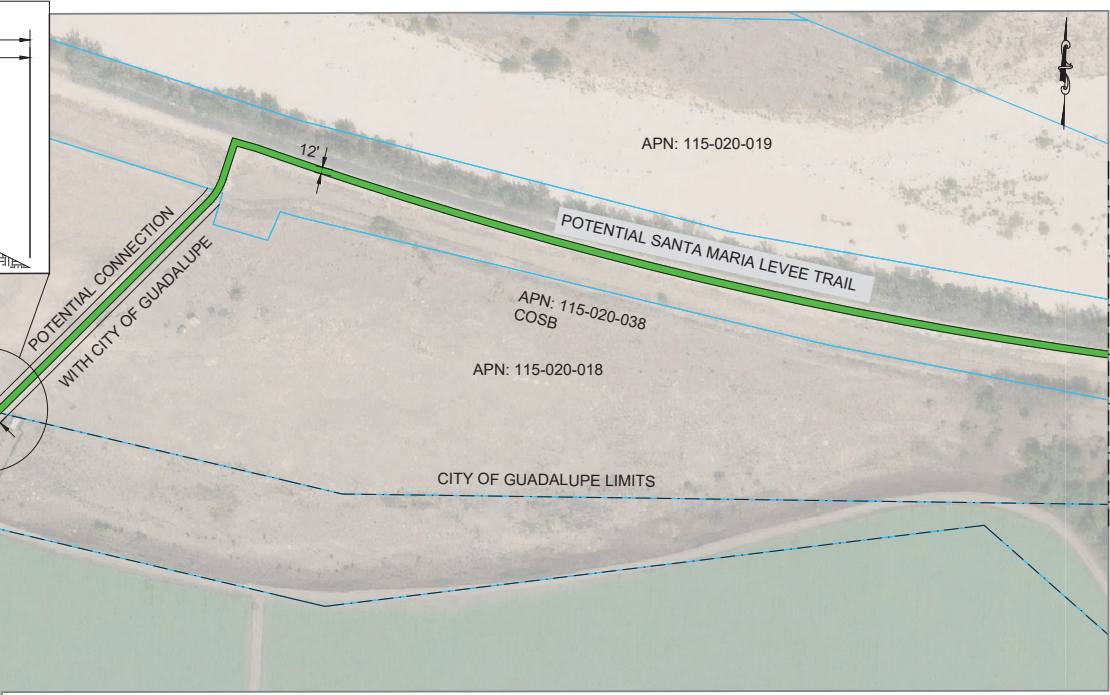 APN: 115-020-019
12'
POTENTIAL SANTA MARIA LEVEE TRAIL
POTENTIAL CONNECTION
WITH CITY OF GUADALUPE
APN: 115-020-038
COSB
APN: 115-020-018
CITY OF GUADALUPE LIMITS